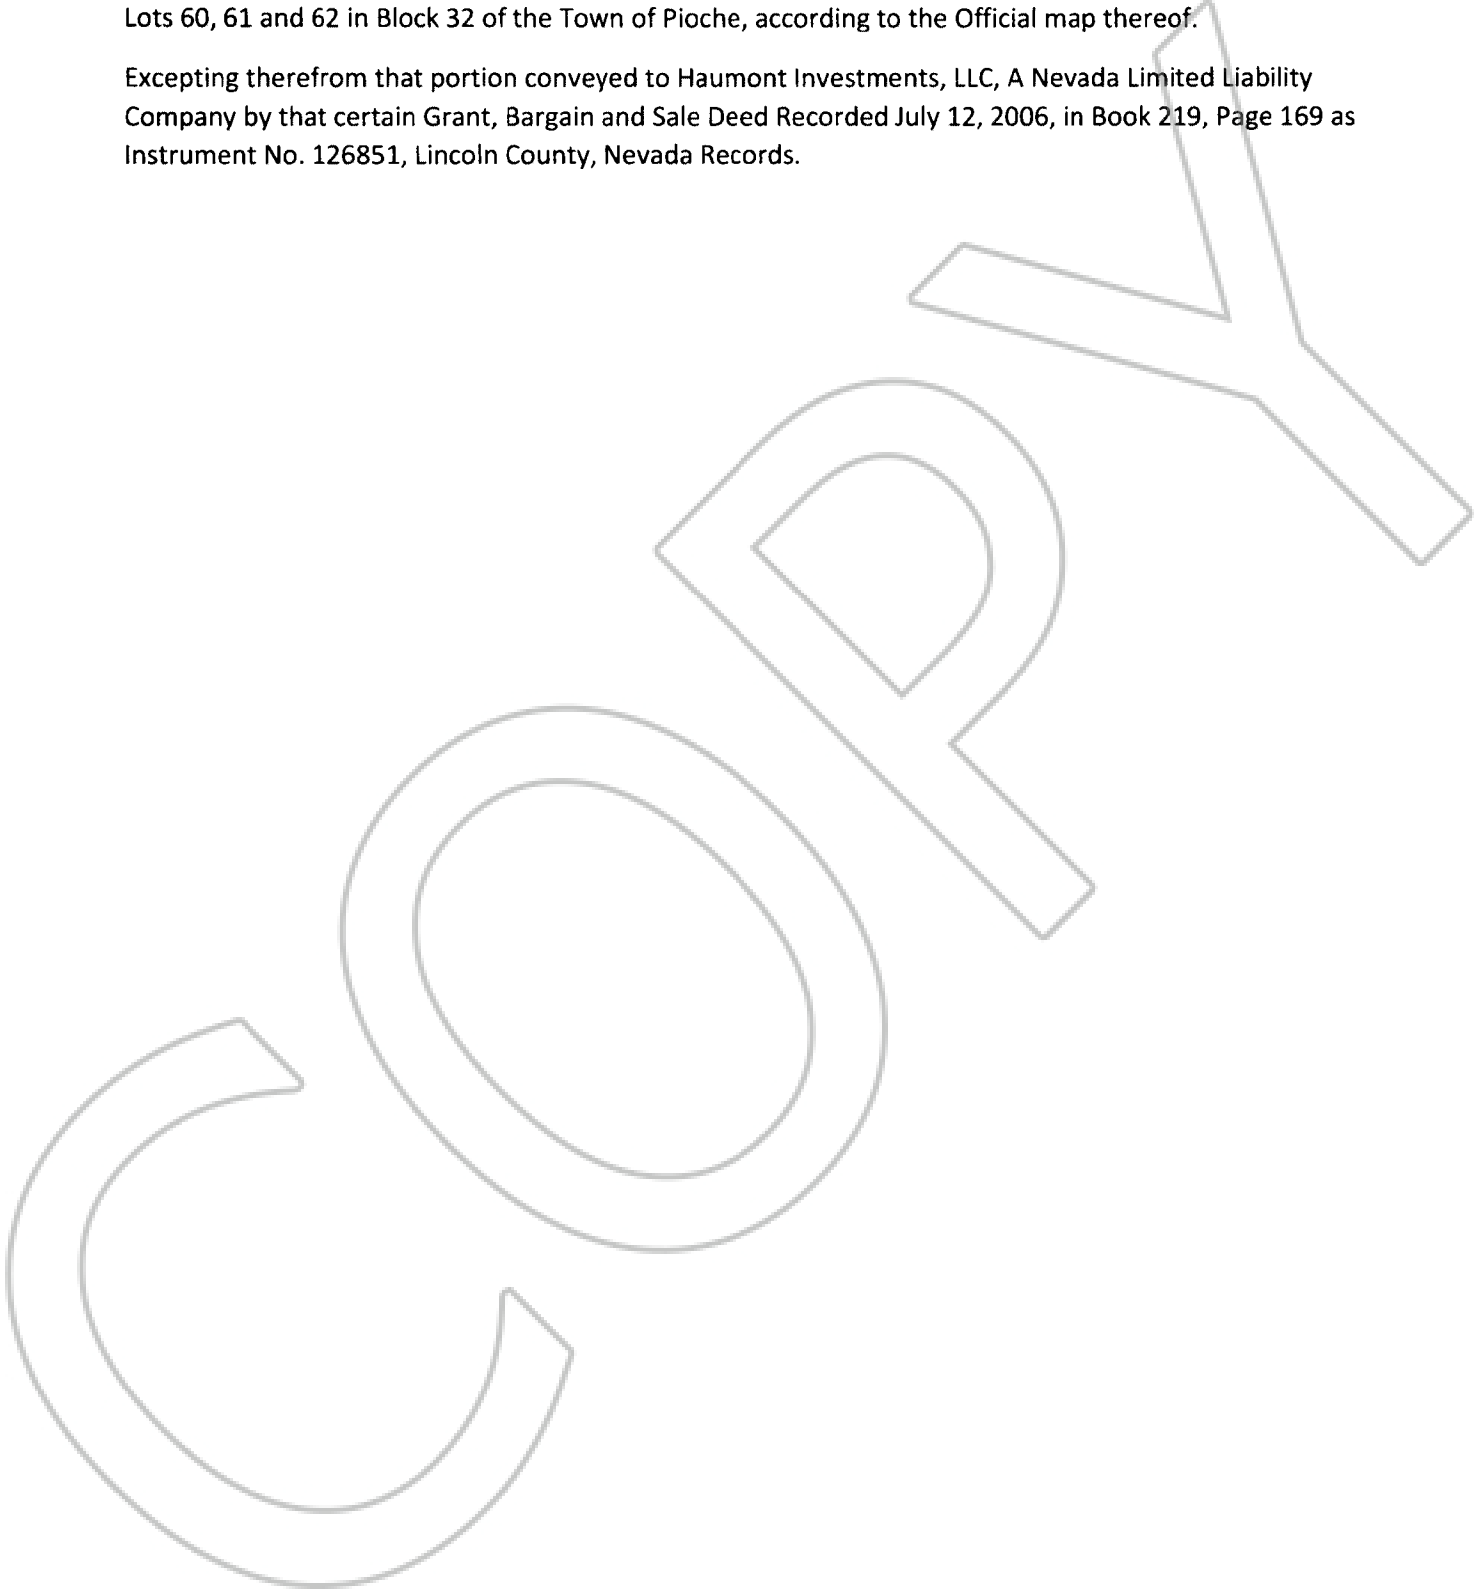 Lots 60, 61 and 62 in Block 32 of the Town of Pioche, according to the Official map thereof.
Excepting therefrom that portion conveyed to Haumont Investments, LLC, A Nevada Limited Liability
Company by that certain Grant, Bargain and Sale Deed Recorded July 12, 2006, in Book 219, Page 169 as
Instrument No. 126851, Lincoln County, Nevada Records.
COPY